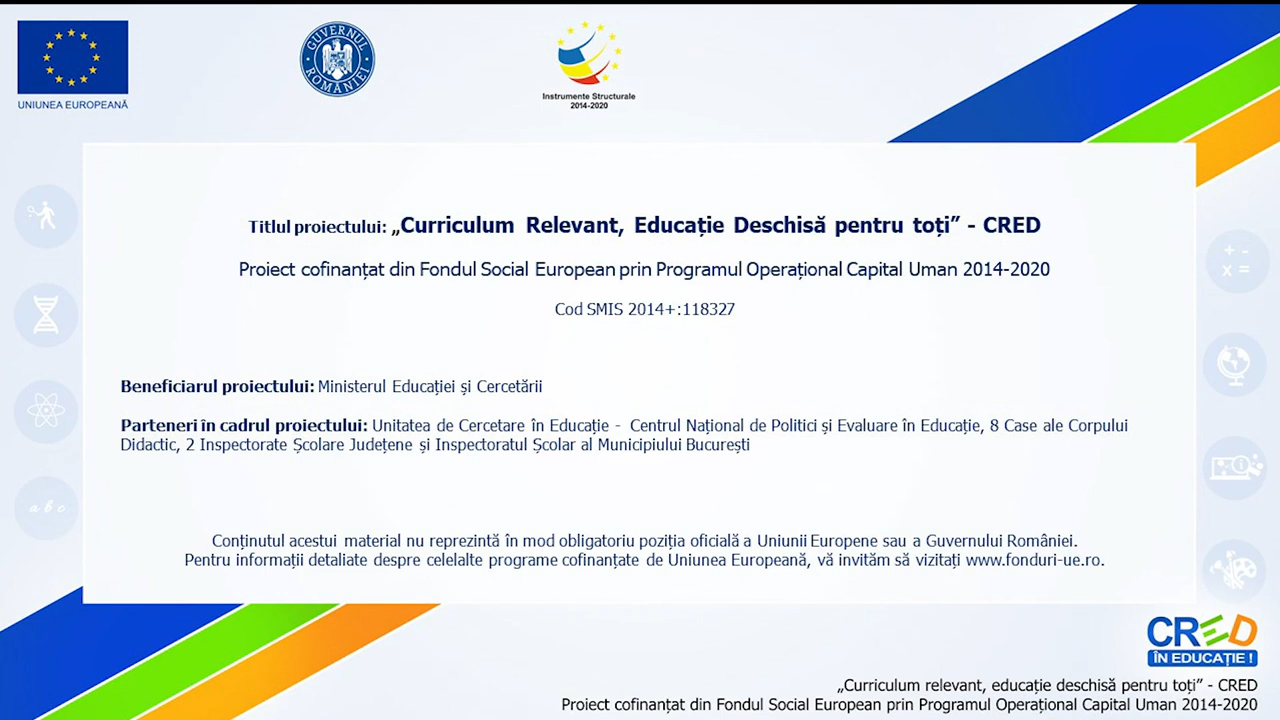 UNIUNEA EUROPEANĂ
GUVERNUL ROMÂNIEI
Instrumente Structurale
2014-2020
Titlul proiectului: „Curriculum Relevant, Educație Deschisă pentru toți” - CRED
Proiect cofinanțat din Fondul Social European prin Programul Operațional Capital Uman 2014-2020
Cod SMIS 2014+:118327
+ -
x =
Beneficiarul proiectului: Ministerul Educației și Cercetării
Parteneri în cadrul proiectului: Unitatea de Cercetare în Educație - Centrul Național de Politici și Evaluare în Educație, 8 Case ale Corpului
Didactic, 2 Inspectorate Școlare Județene și Inspectoratul Școlar al Municipiului București
a b c
Conținutul acestui material nu reprezintă în mod obligatoriu poziția oficială a Uniunii Europene sau a Guvernului României.
Pentru informații detaliate despre celelalte programe cofinanțate de Uniunea Europeană, vă invităm să vizitați www.fonduri-ue.ro.
CRED
ÎN EDUCAȚIE !
„Curriculum relevant, educație deschisă pentru toți” - CRED
Proiect cofinanțat din Fondul Social European prin Programul Operațional Capital Uman 2014-2020